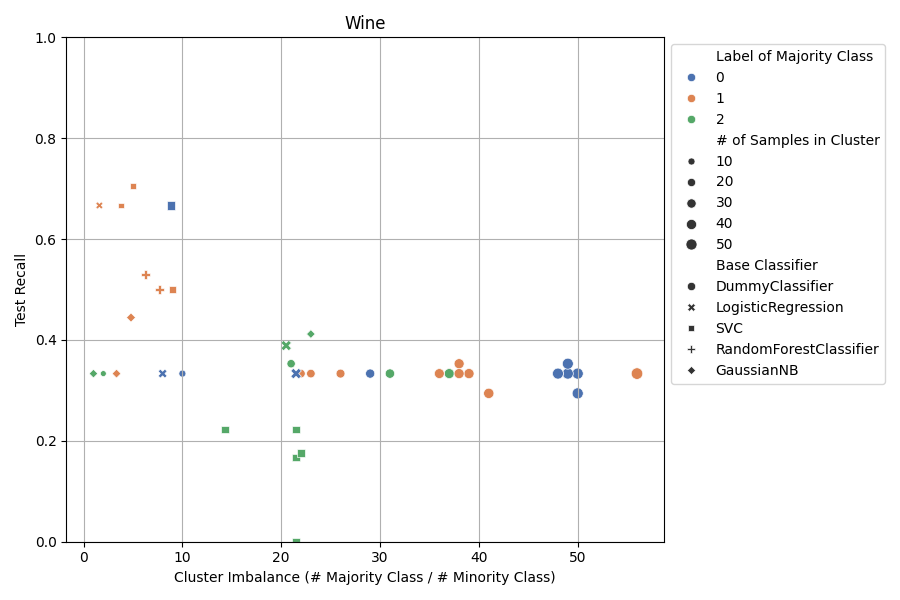 Wine
Test Recall
1.0
0.8
0.6
0.4
0.2
0.0
0 10 20 30 40 50
Cluster Imbalance (# Majority Class / # Minority Class)
Label of Majority Class
0
1
2
# of Samples in Cluster
10
20
30
40
50
Base Classifier
DummyClassifier
LogisticRegression
SVC
RandomForestClassifier
GaussianNB